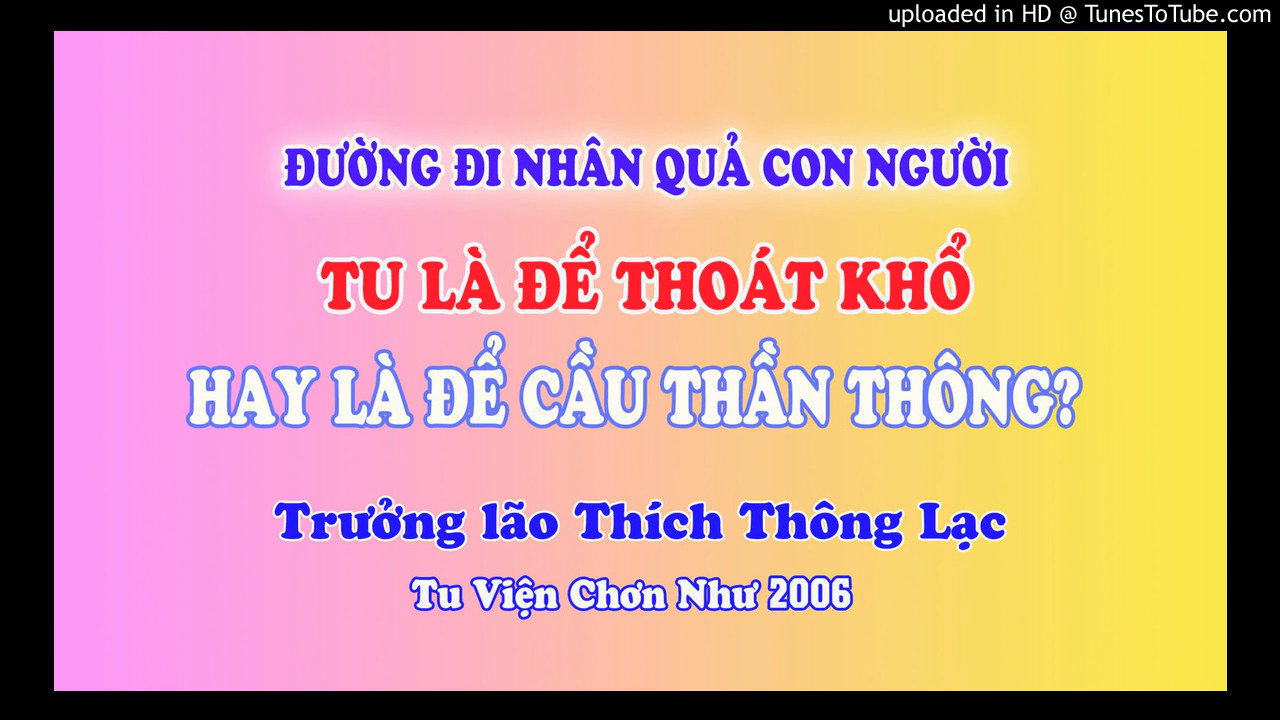 uploaded in HD @ TunesToTube.com
ĐƯỜNG ĐI NHÂN QUẢ CON NGƯỜI
TU LÀ ĐỂ THOÁT KHỔ
HAY LÀ ĐỂ CẦU THẦN THÔNG?
Trưởng lão Thích Thông Lạc
Tu Viện Chơn Như 2006